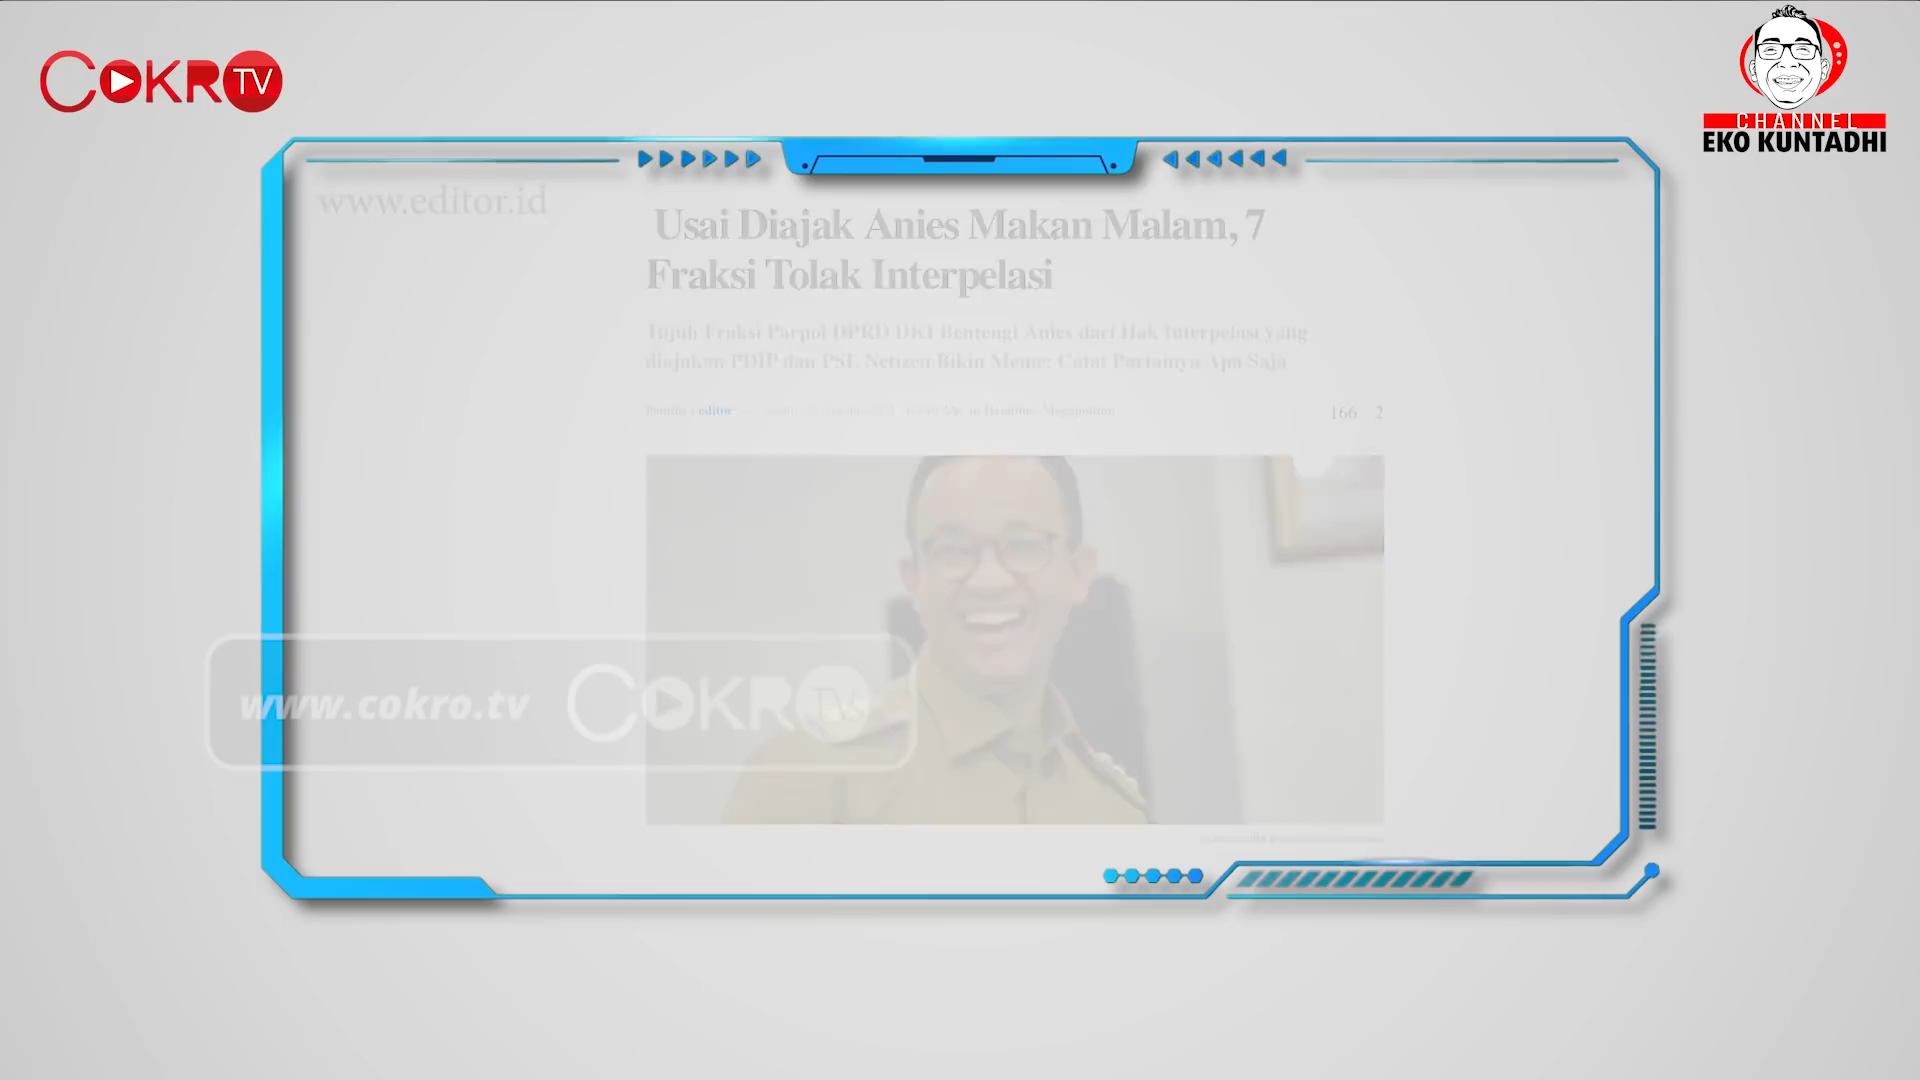 COKRO TV
CHANNEL
EKO KUNTADHI
www.editor.id
Usai Diajak Anies Makan Malam, 7
Fraksi Tolak Interpelasi
Tujuh Fraksi Parpol DPRD DKI Bentengi Anies dari Hak Interpelasi yang
diajukan PDIP dan PSI. Netizen Bikin Meme: Catat Partainya Apa Saja
editor
166 2
www.cokro.tv COKRO TV